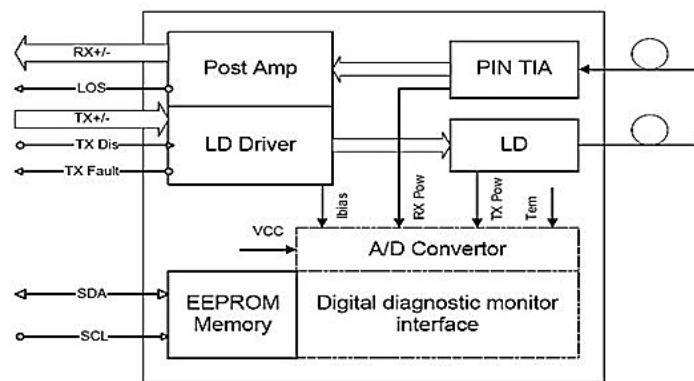 RX+/-
LOS
TX+/-
TX Dis
TX Fault
Post Amp
PIN TIA
LD Driver
LD
Ibias
RX Pow
TX Pow
Tem
VCC
A/D Convertor
SDA
SCL
EEPROM
Memory
Digital diagnostic monitor
interface